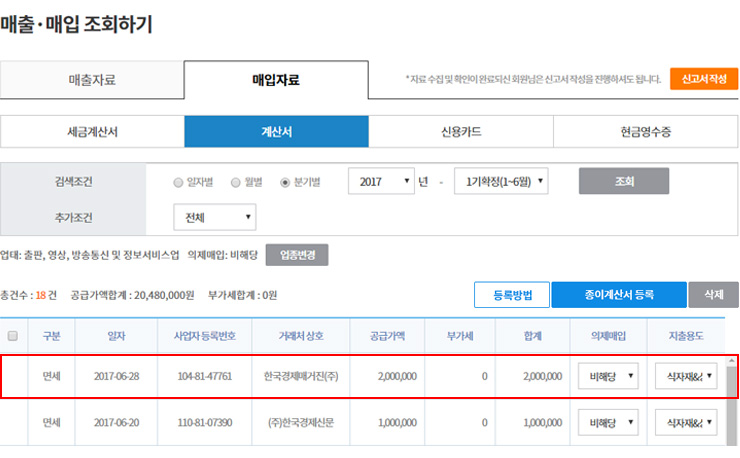 매출·매입 조회하기
매출자료 매입자료 * 자료 수집 및 확인이 완료되신 회원님은 신고서 작성을 진행하셔도 됩니다. 신고서 작성
세금계산서 계산서 신용카드 현금영수증
검색조건 일자별 월별 분기별 2017 년 - 1기확정(1~6월) 조회
추가조건 전체
업태: 출판, 영상, 방송통신 및 정보서비스업 의제매입: 비해당 업종변경
총건수 : 18 건 공급가액합계 : 20,480,000원 부가세합계 : 0원 등록방법 종이계산서 등록 삭제
구분 일자 사업자 등록번호 거래처 상호 공급가액 부가세 합계 의제매입 지출용도
면세 2017-06-28 104-81-47761 한국경제매거진(주) 2,000,000 0 2,000,000 비해당 식자재&
면세 2017-06-20 110-81-07390 (주)한국경제신문 1,000,000 0 1,000,000 비해당 식자재&